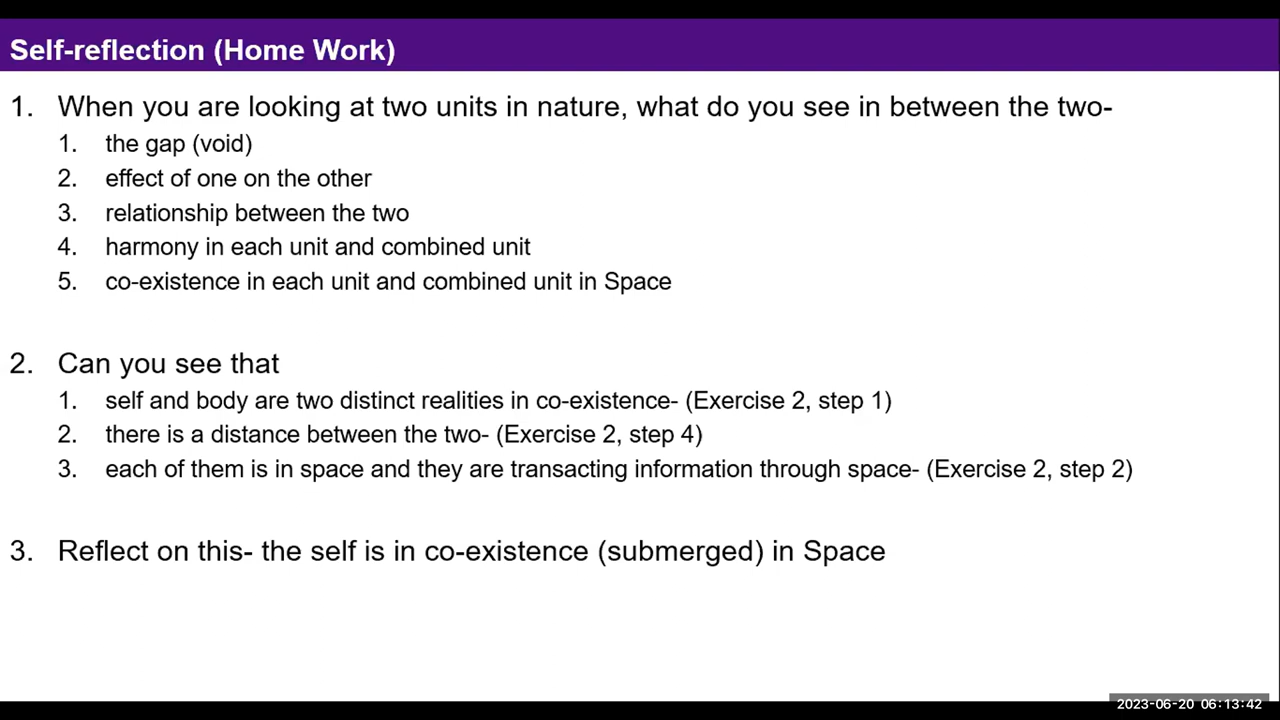 Self-reflection (Home Work)
1. When you are looking at two units in nature, what do you see in between the two-
1. the gap (void)
2. effect of one on the other
3. relationship between the two
4. harmony in each unit and combined unit
5. co-existence in each unit and combined unit in Space
2. Can you see that
1. self and body are two distinct realities in co-existence- (Exercise 2, step 1)
2. there is a distance between the two- (Exercise 2, step 4)
3. each of them is in space and they are transacting information through space- (Exercise 2, step 2)
3. Reflect on this- the self is in co-existence (submerged) in Space
2023-06-20 06:13:42